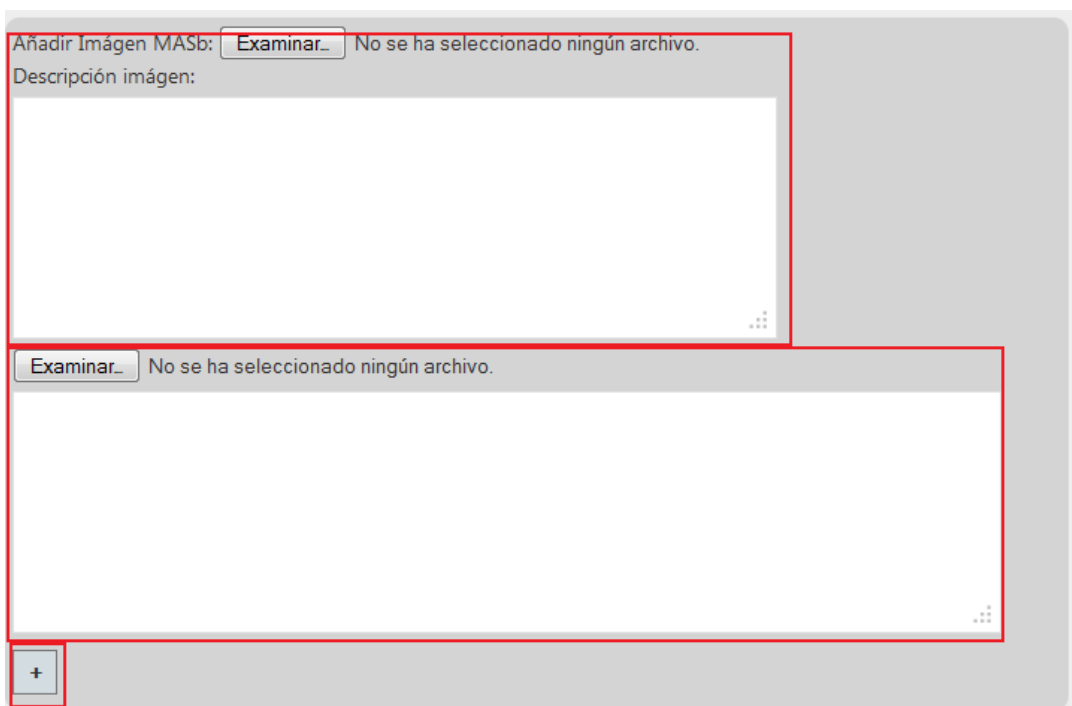 Añadir Imágen MASb: Examinar... No se ha seleccionado ningún archivo.
Descripción imágen:
Examinar... No se ha seleccionado ningún archivo.
+